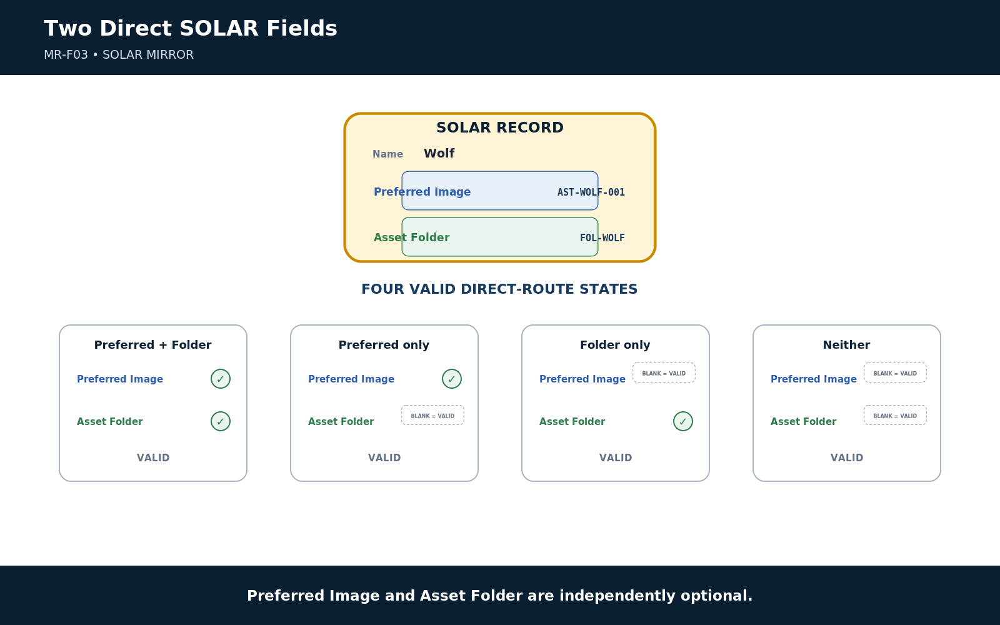 Two Direct SOLAR Fields
MR-F03 • SOLAR MIRROR
SOLAR RECORD
Name Wolf
Preferred Image AST-WOLF-001
Asset Folder FOL-WOLF
FOUR VALID DIRECT-ROUTE STATES
Preferred + Folder
Preferred Image ✓
Asset Folder ✓
VALID
Preferred only
Preferred Image ✓
Asset Folder BLANK = VALID
VALID
Folder only
Preferred Image BLANK = VALID
Asset Folder ✓
VALID
Neither
Preferred Image BLANK = VALID
Asset Folder BLANK = VALID
VALID
Preferred Image and Asset Folder are independently optional.